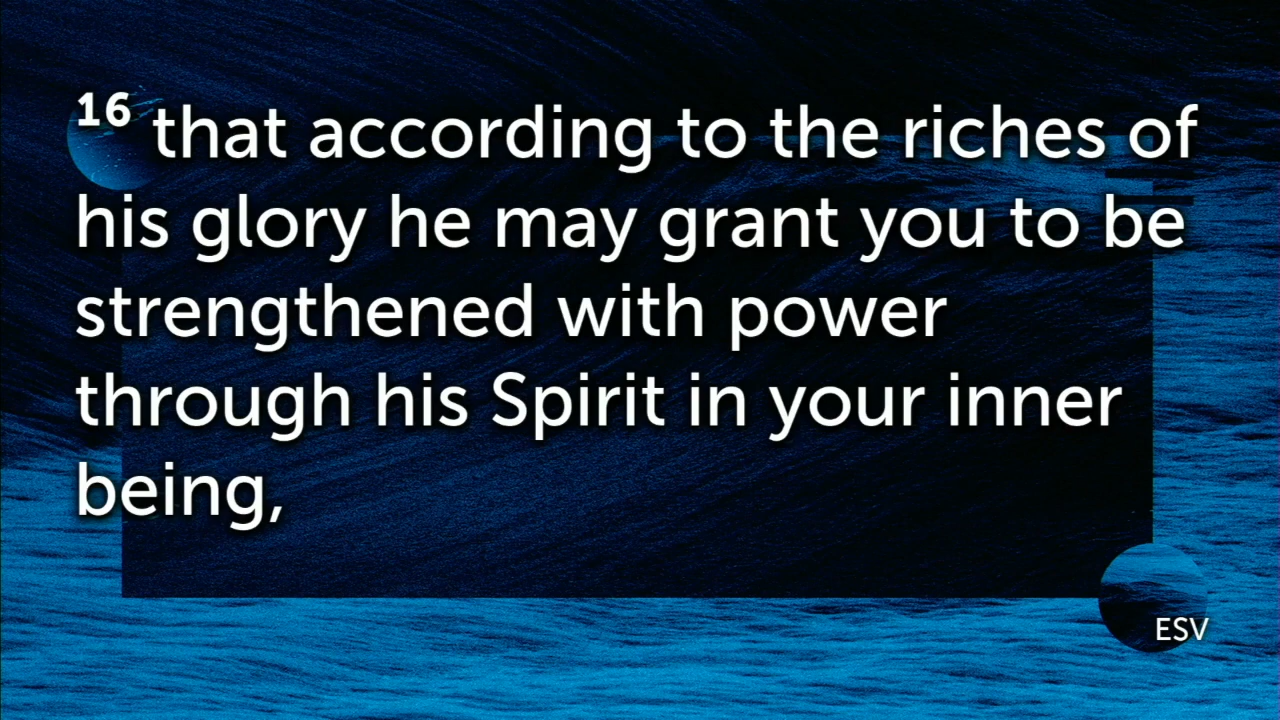 16 that according to the riches of
his glory he may grant you to be
strengthened with power
through his Spirit in your inner
being,
ESV